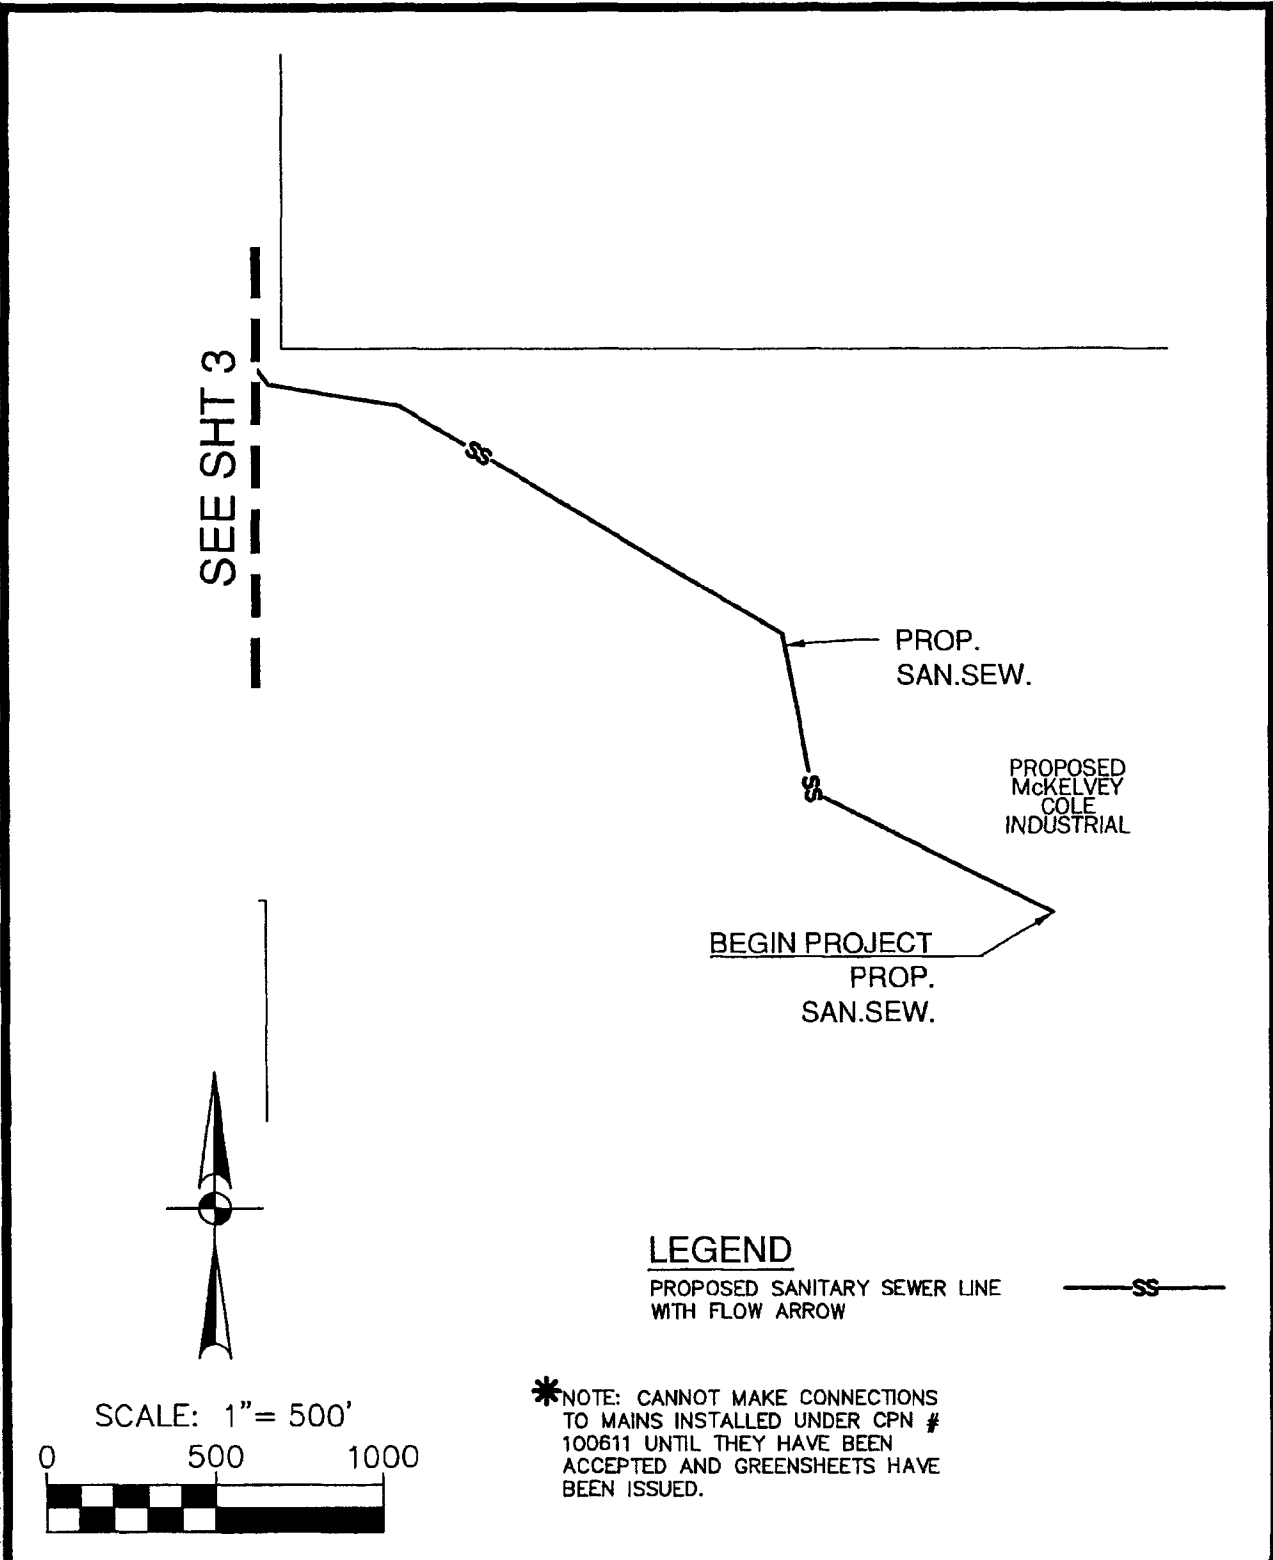 SEE SHT 3
SS
PROP.
SAN.SEW.
SS
PROPOSED
McKELVEY
COLE
INDUSTRIAL
BEGIN PROJECT
PROP.
SAN.SEW.
LEGEND
PROPOSED SANITARY SEWER LINE
WITH FLOW ARROW
SS
SCALE: 1"= 500'
0 500 1000
*NOTE: CANNOT MAKE CONNECTIONS
TO MAINS INSTALLED UNDER CPN #
100611 UNTIL THEY HAVE BEEN
ACCEPTED AND GREENSHEETS HAVE
BEEN ISSUED.